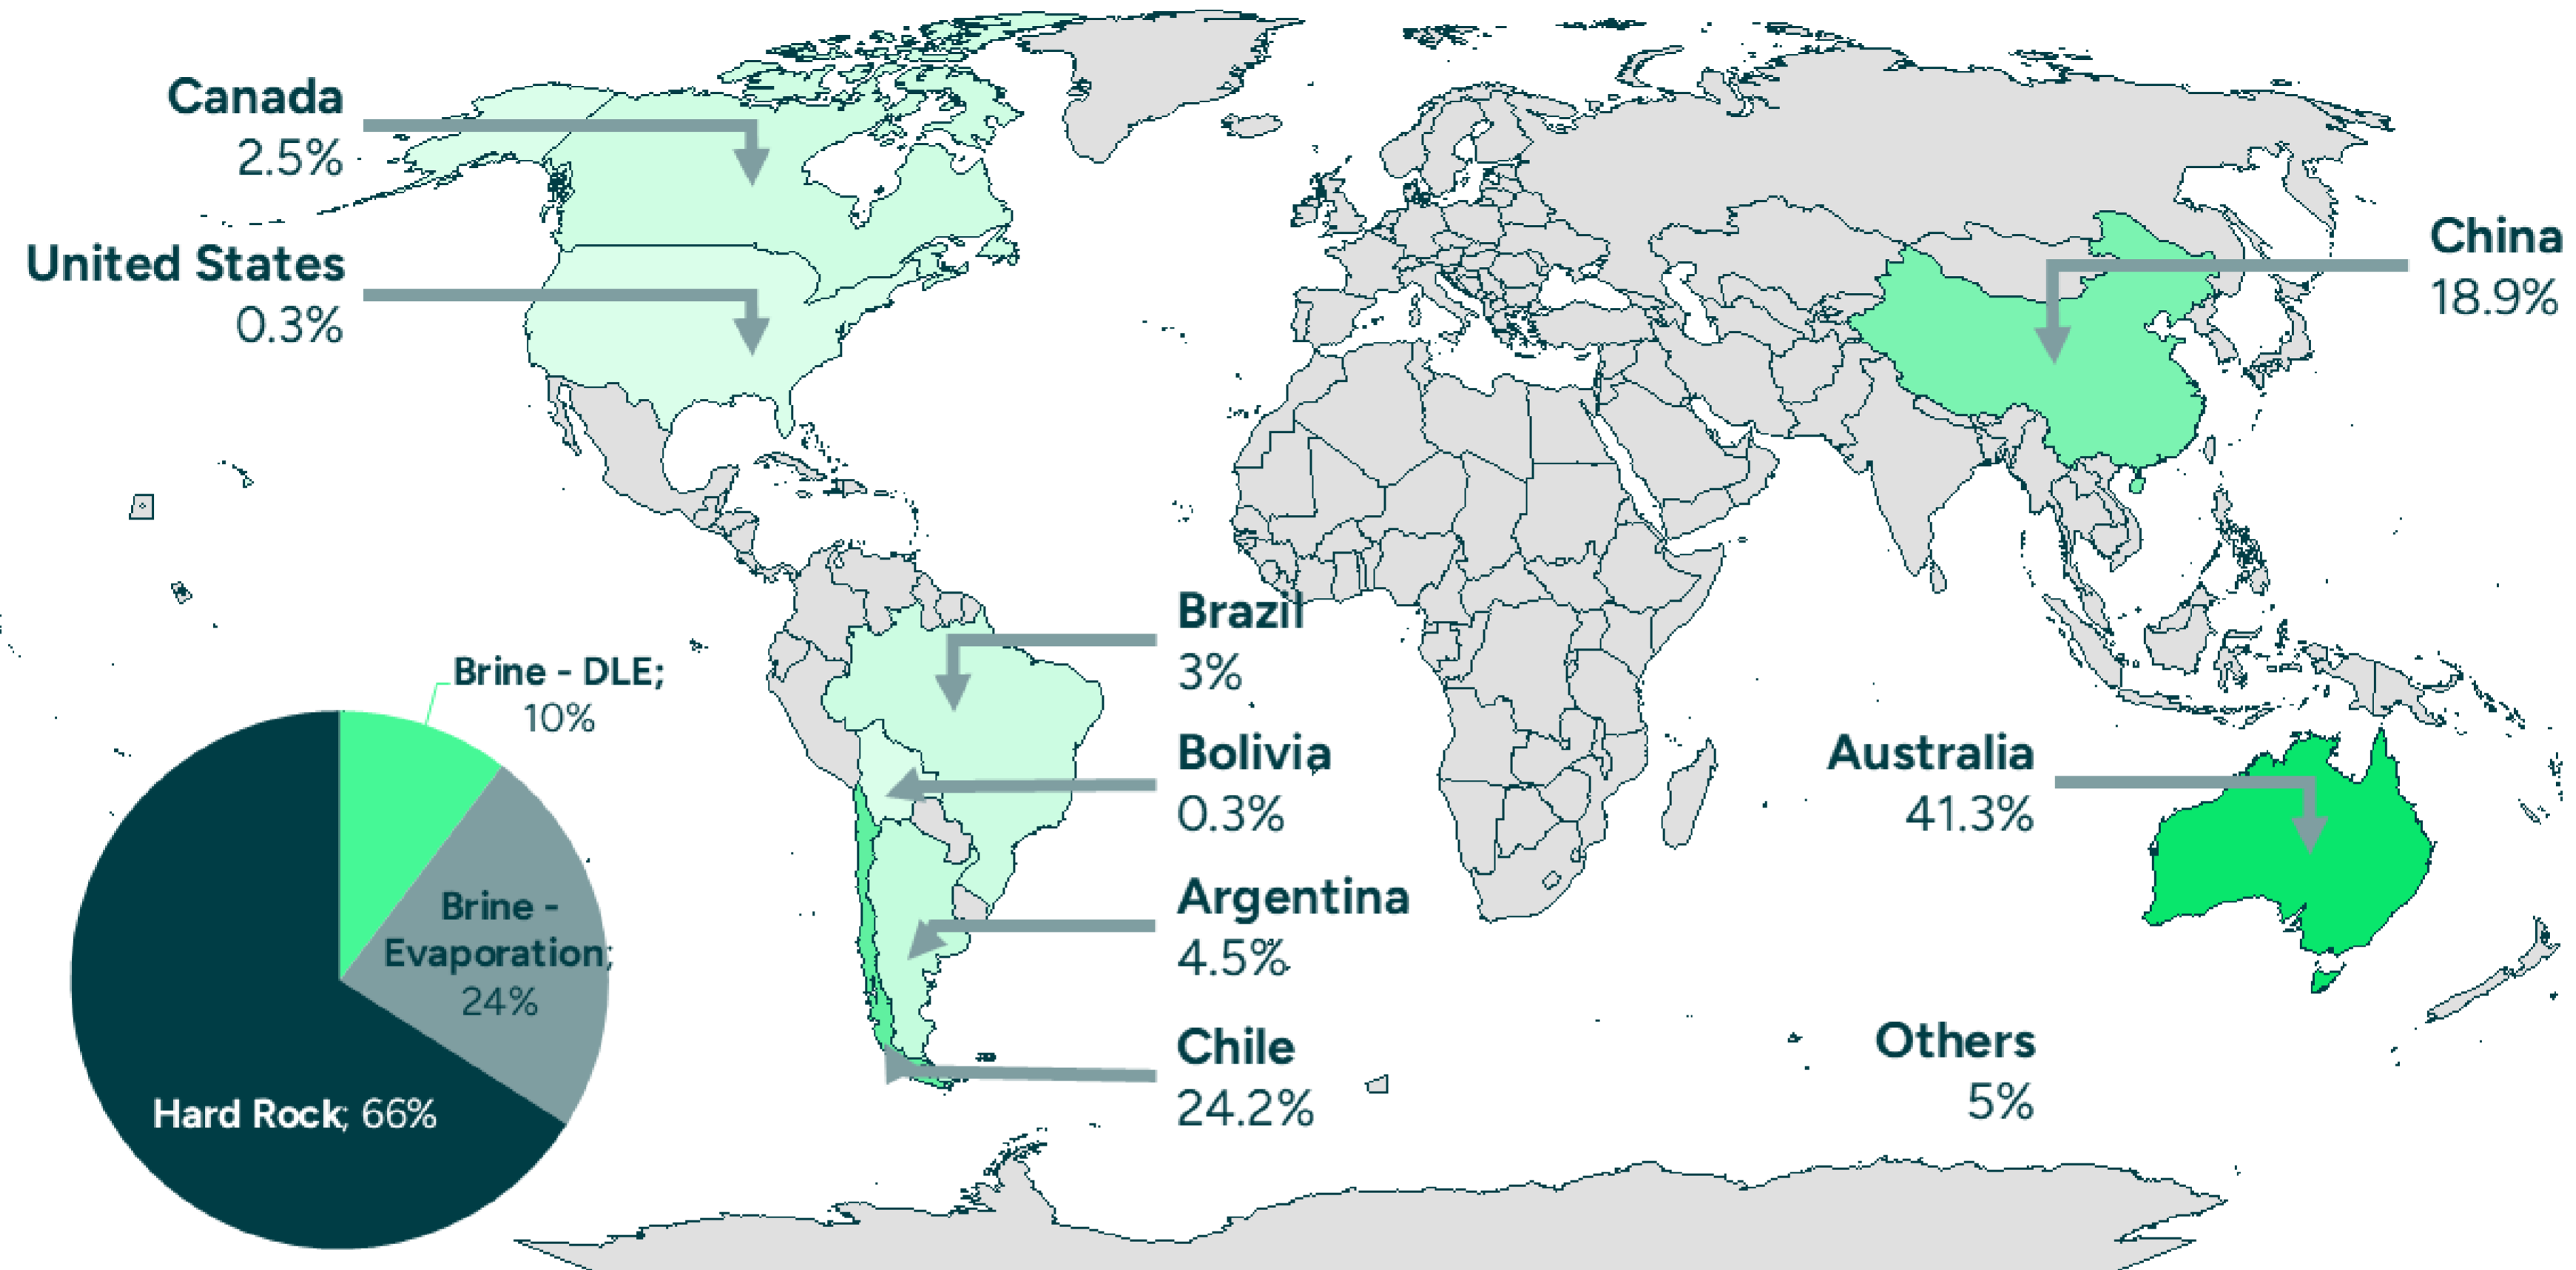 Canada
2.5%
United States
0.3%
China
18.9%
Brazil
3%
Bolivia
0.3%
Argentina
4.5%
Chile
24.2%
Australia
41.3%
Others
5%
Brine - DLE;
10%
Brine -
Evaporation;
24%
Hard Rock; 66%